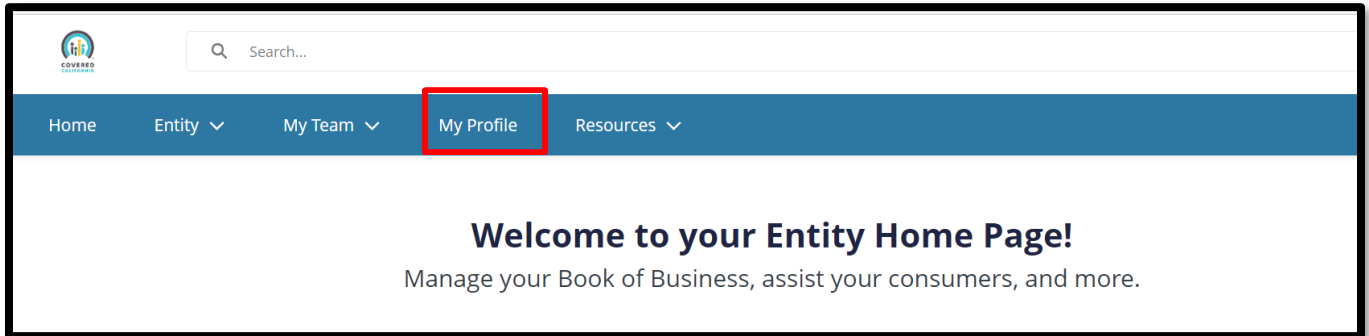 COVERED
CALIFORNIA
Search...
Home Entity My Team My Profile Resources
Welcome to your Entity Home Page!
Manage your Book of Business, assist your consumers, and more.